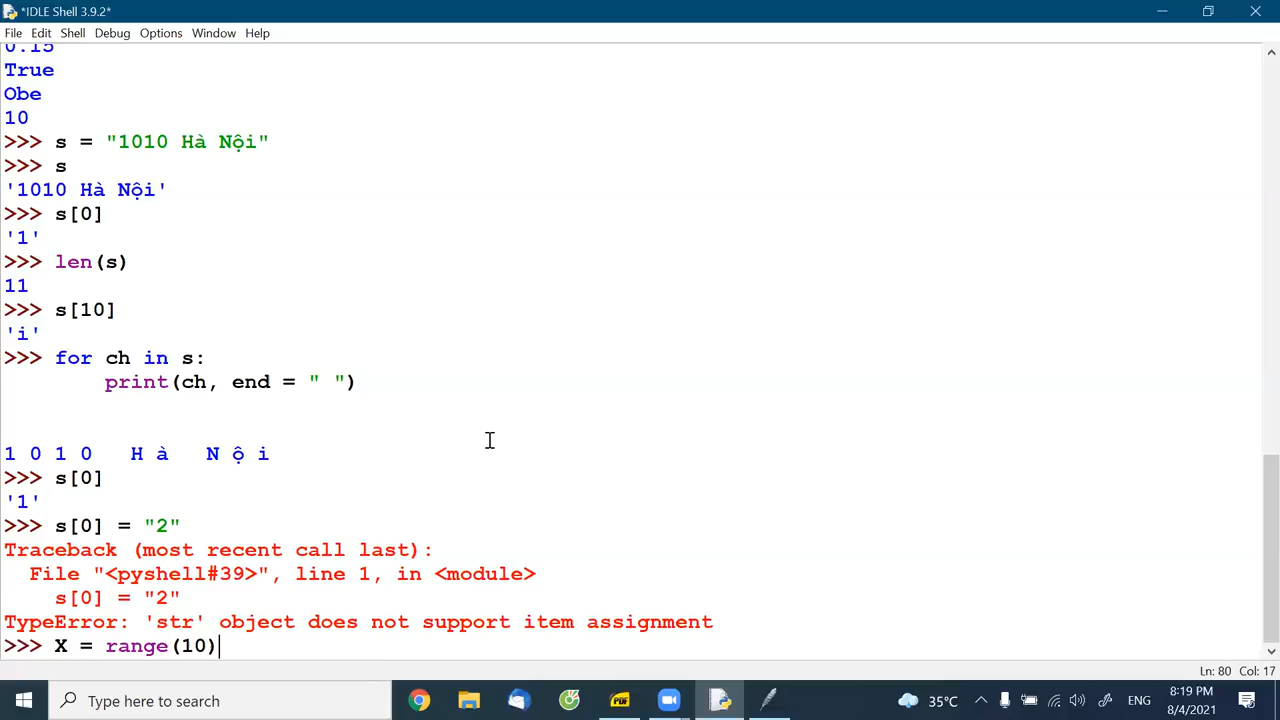 *IDLE Shell 3.9.2*
File Edit Shell Debug Options Window Help
0.15
True
Obe
10
>>> s = "1010 Hà Nội"
>>> s
'1010 Hà Nội'
>>> s[0]
'1'
>>> len(s)
11
>>> s[10]
'i'
>>> for ch in s:
print(ch, end = " ")
1 0 1 0   H à   N ộ i
>>> s[0]
'1'
>>> s[0] = "2"
Traceback (most recent call last):
File "<pyshell#39>", line 1, in <module>
s[0] = "2"
TypeError: 'str' object does not support item assignment
>>> X = range(10)
Ln: 80 Col: 17
Type here to search
PDF
35°C
ENG
8:19 PM
8/4/2021